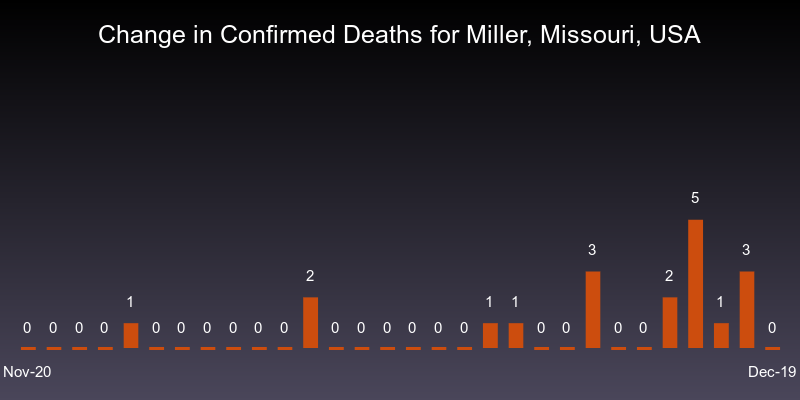 Change in Confirmed Deaths for Miller, Missouri, USA
5
3 3
2 2
1 1 1 1
0 0 0 0 0 0 0 0 0 0 0 0 0 0 0 0 0 0 0 0 0
Nov-20 Dec-19